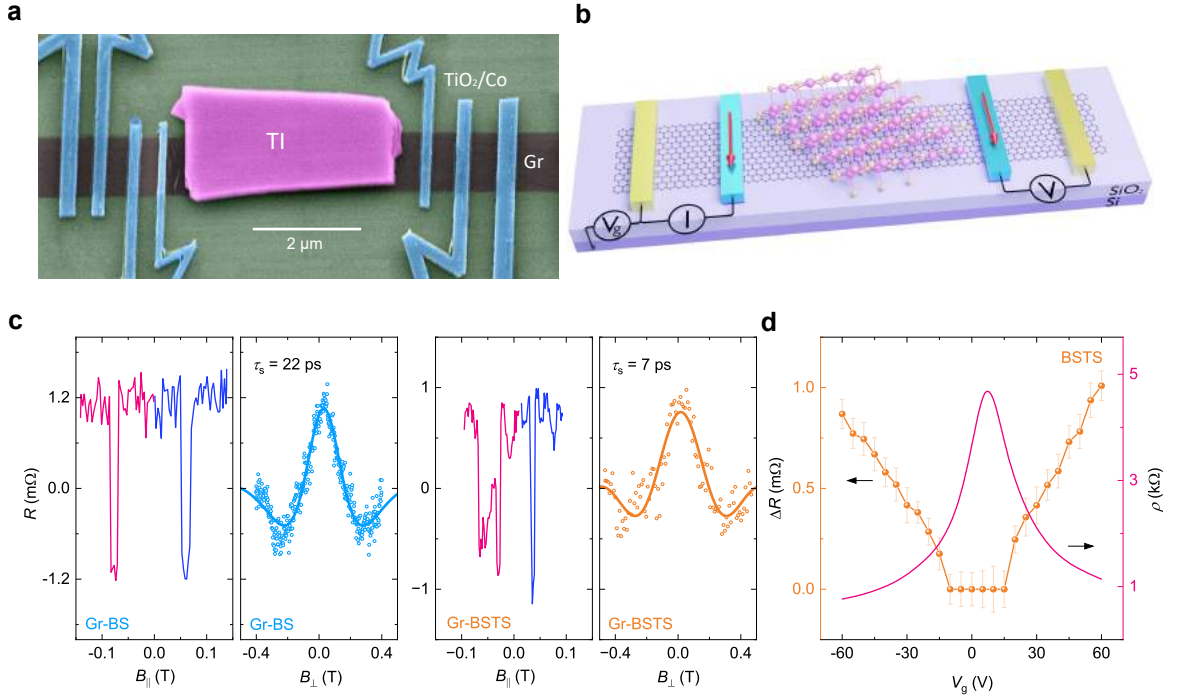 a
TiO₂/Co
TI
Gr
2 μm
b
V_g
I
V
SiO₂
Si
c
R (mΩ)
1.2
0.0
-1.2
Gr-BS
-0.1 0.0 0.1
B_∥ (T)
τ_s = 22 ps
Gr-BS
-0.4 0.0 0.4
B_⊥ (T)
1
0
−1
Gr-BSTS
−0.1 0.0 0.1
B_∥ (T)
τ_s = 7 ps
Gr-BSTS
−0.4 0.0 0.4
B_⊥ (T)
d
BSTS
ΔR (mΩ)
1.0
0.5
0.0
5
3
1
ρ (kΩ)
-60 -30 0 30 60
V_g (V)